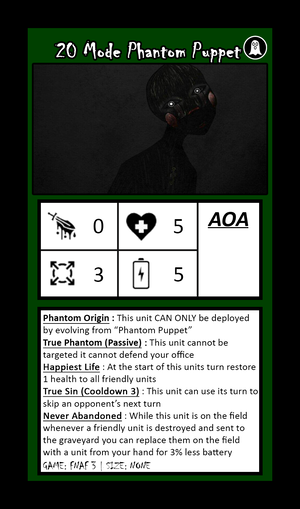 20 Mode Phantom Puppet
0
5
AOA
3
5
Phantom Origin : This unit CAN ONLY be deployed
by evolving from "Phantom Puppet"
True Phantom (Passive) : This unit cannot be
targeted it cannot defend your office
Happiest Life : At the start of this units turn restore
1 health to all friendly units
True Sin (Cooldown 3) : This unit can use its turn to
skip an opponent's next turn
Never Abandoned : While this unit is on the field
whenever a friendly unit is destroyed and sent to
the graveyard you can replace them on the field
with a unit from your hand for 3% less battery
GAME: FNAF 3 | SIZE: NONE